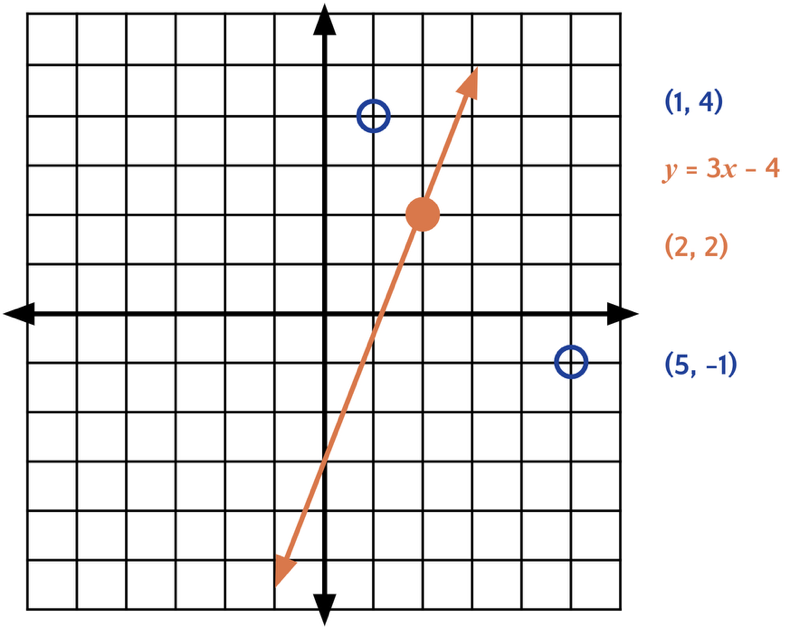 (1, 4)
y = 3x – 4
(2, 2)
(5, –1)